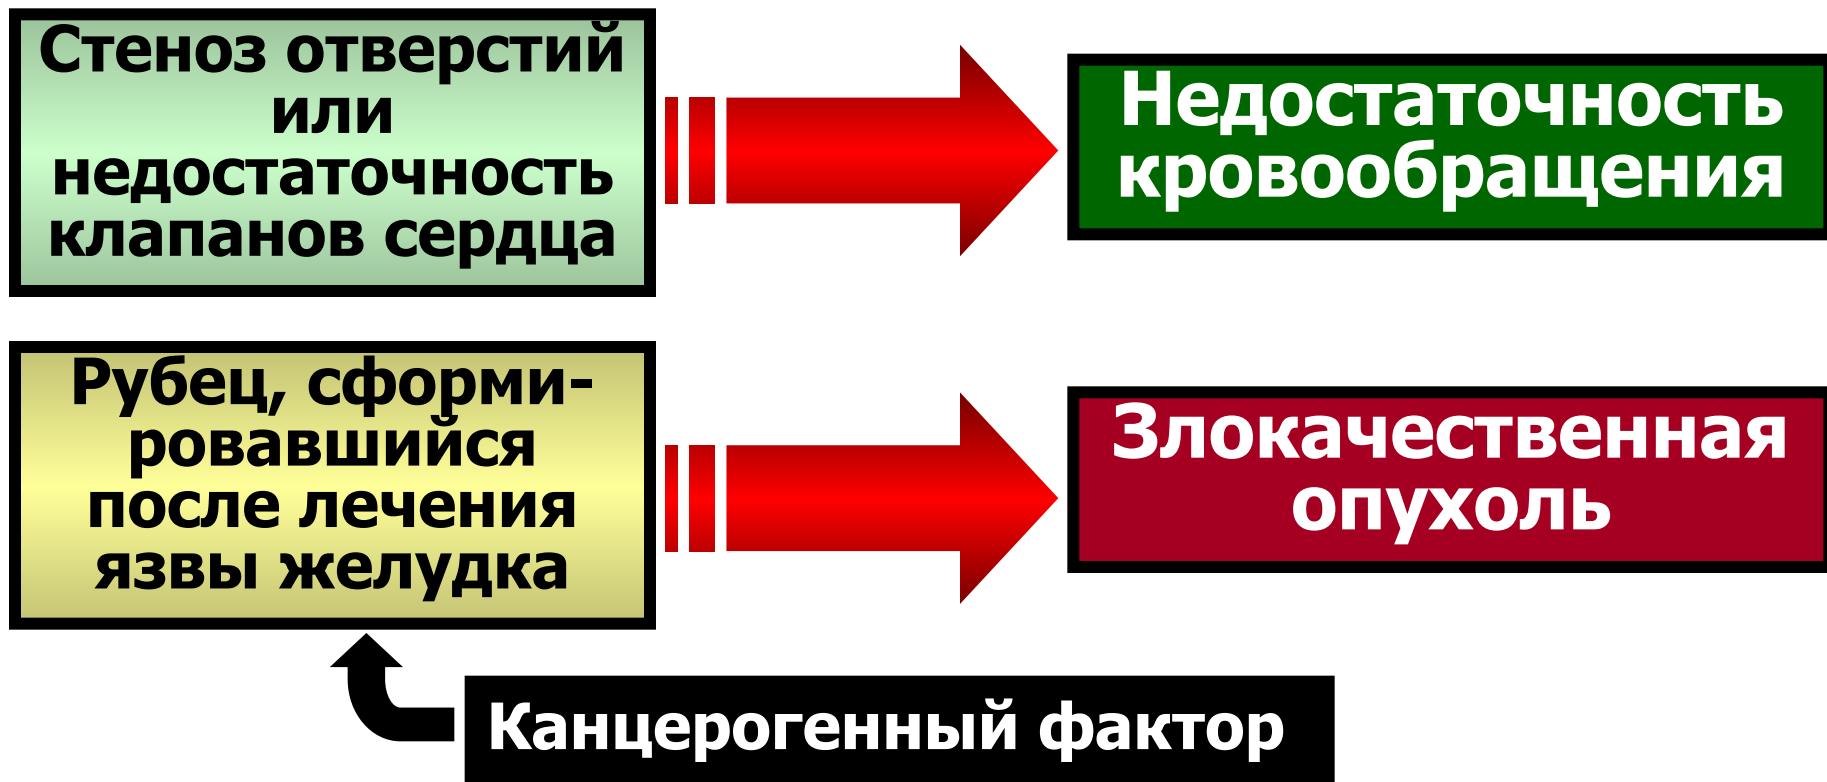 Стеноз отверстий
или
недостаточность
клапанов сердца
Недостаточность
кровообращения
Рубец, сформи-
ровавшийся
после лечения
язвы желудка
Злокачественная
опухоль
Канцерогенный фактор